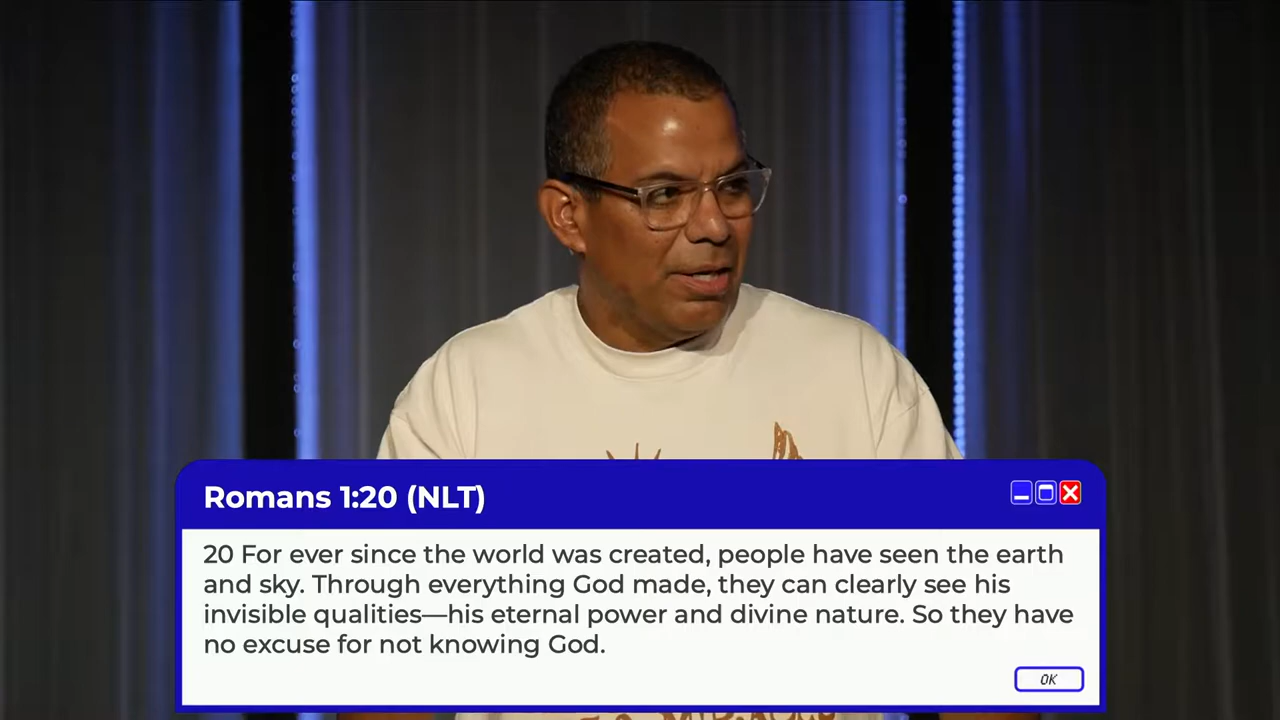 Romans 1:20 (NLT)
20 For ever since the world was created, people have seen the earth
and sky. Through everything God made, they can clearly see his
invisible qualities—his eternal power and divine nature. So they have
no excuse for not knowing God.
OK